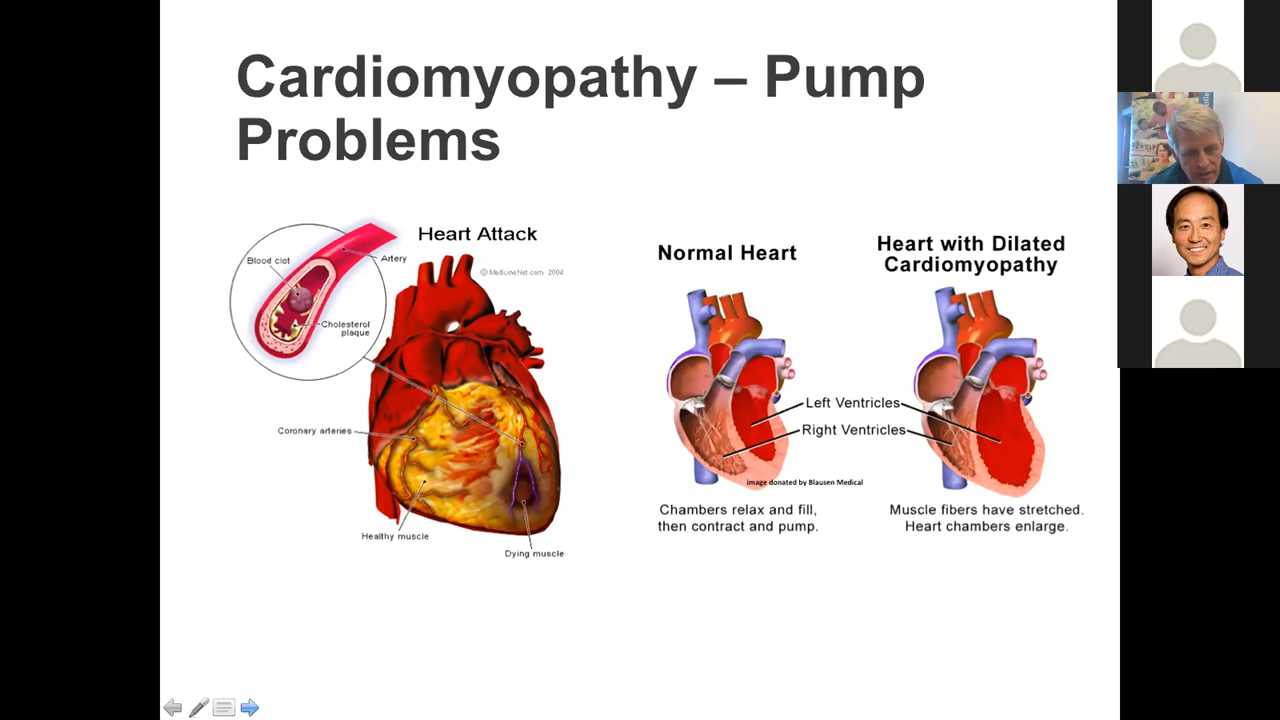 Cardiomyopathy – Pump
Problems
Heart Attack
© MedicineNet.com 2004
Blood clot
Artery
Cholesterol
plaque
Coronary arteries
Healthy muscle
Dying muscle
Normal Heart
Heart with Dilated
Cardiomyopathy
Left Ventricles
Right Ventricles
image donated by Blausen Medical
Chambers relax and fill,
then contract and pump.
Muscle fibers have stretched.
Heart chambers enlarge.